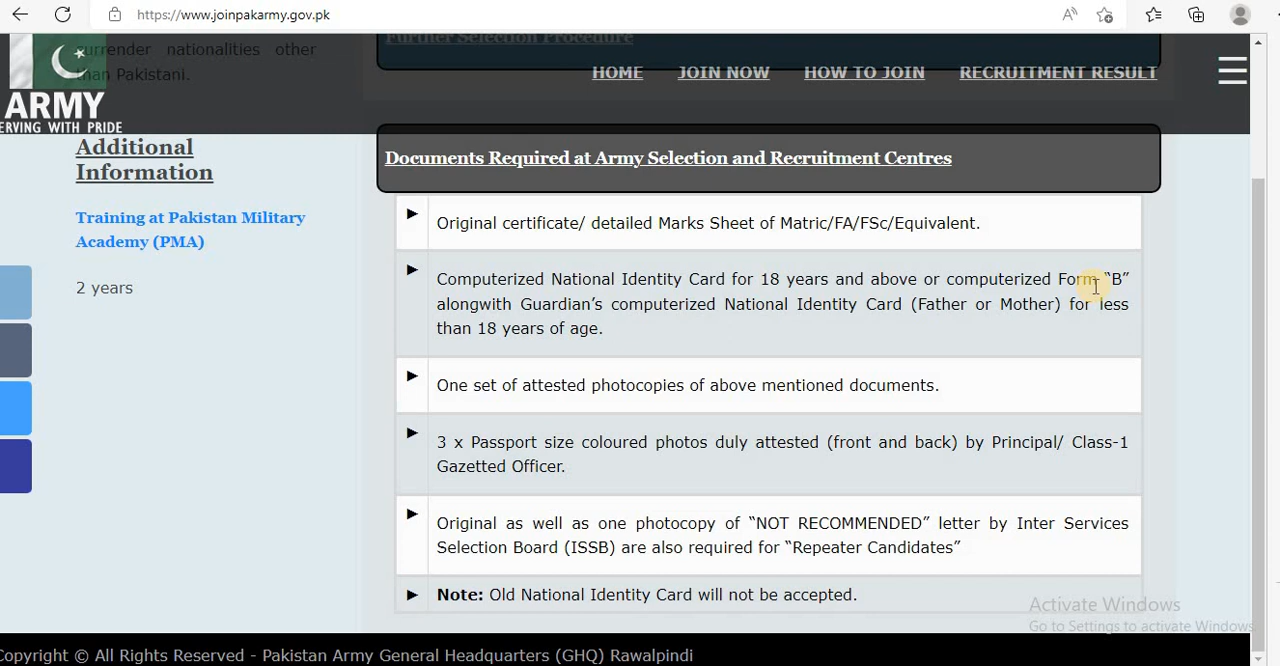 https://www.joinpakarmy.gov.pk
Further Selection Procedure
surrender nationalities other
than Pakistani.
HOME JOIN NOW HOW TO JOIN RECRUITMENT RESULT
ARMY
ERVING WITH PRIDE
Additional
Information
Training at Pakistan Military
Academy (PMA)
2 years
Documents Required at Army Selection and Recruitment Centres
Original certificate/ detailed Marks Sheet of Matric/FA/FSc/Equivalent.
Computerized National Identity Card for 18 years and above or computerized Form “B”
alongwith Guardian’s computerized National Identity Card (Father or Mother) for less
than 18 years of age.
One set of attested photocopies of above mentioned documents.
3 x Passport size coloured photos duly attested (front and back) by Principal/ Class-1
Gazetted Officer.
Original as well as one photocopy of “NOT RECOMMENDED” letter by Inter Services
Selection Board (ISSB) are also required for “Repeater Candidates”
Note: Old National Identity Card will not be accepted.
Activate Windows
Go to Settings to activate Windows.
Copyright © All Rights Reserved - Pakistan Army General Headquarters (GHQ) Rawalpindi